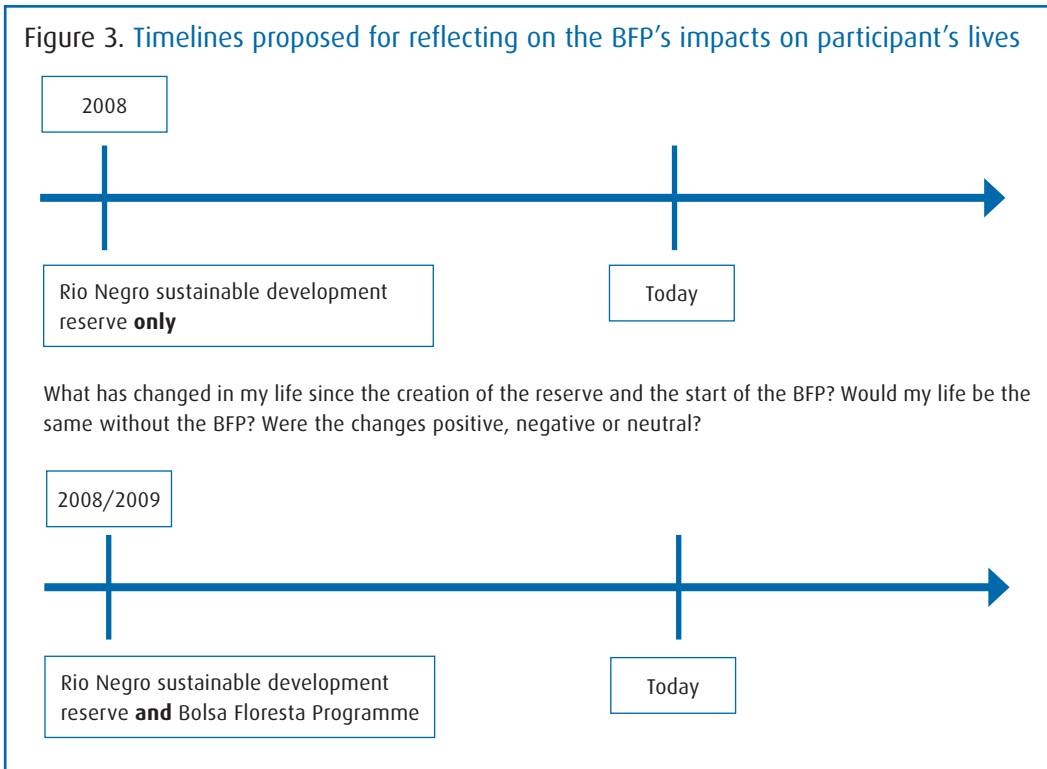 Figure 3. Timelines proposed for reflecting on the BFP's impacts on participant's lives
2008
Rio Negro sustainable development
reserve only
Today
What has changed in my life since the creation of the reserve and the start of the BFP? Would my life be the
same without the BFP? Were the changes positive, negative or neutral?
2008/2009
Rio Negro sustainable development
reserve and Bolsa Floresta Programme
Today